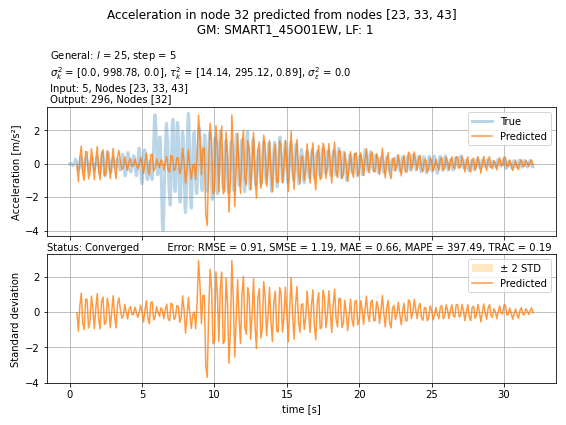 Acceleration in node 32 predicted from nodes [23, 33, 43]
GM: SMART1_45O01EW, LF: 1
General: l = 25, step = 5
σ²ₖ = [0.0, 998.78, 0.0], τ²ₖ = [14.14, 295.12, 0.89], σ²ε = 0.0
Input: 5, Nodes [23, 33, 43]
Output: 296, Nodes [32]
True
Predicted
2
0
−2
−4
Acceleration [m/s²]
Status: Converged Error: RMSE = 0.91, SMSE = 1.19, MAE = 0.66, MAPE = 397.49, TRAC = 0.19
± 2 STD
Predicted
2
0
−2
−4
Standard deviation
0 5 10 15 20 25 30
time [s]